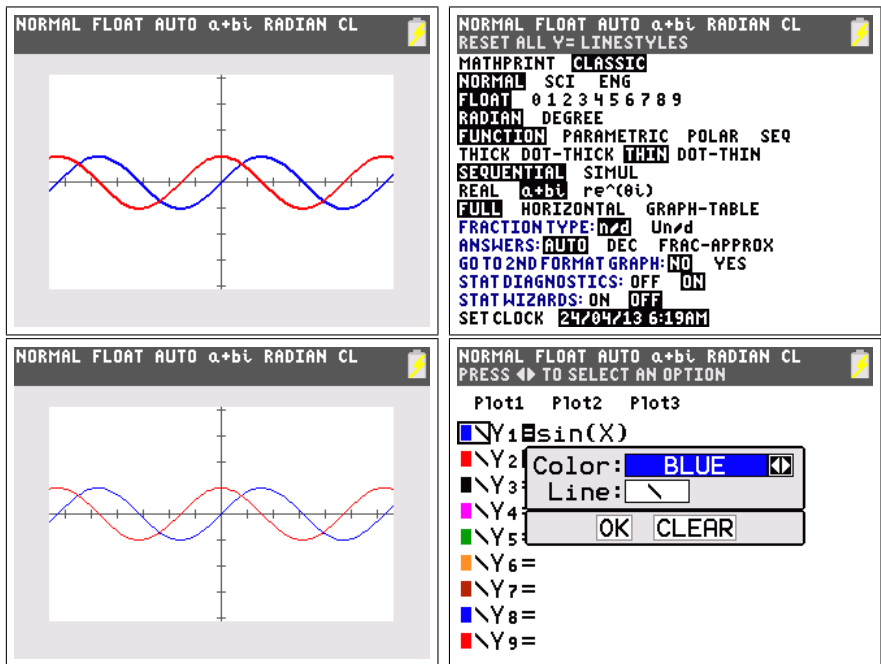 NORMAL FLOAT AUTO a+bi RADIAN CL
NORMAL FLOAT AUTO a+bi RADIAN CL
RESET ALL Y= LINESTYLES
MATHPRINT CLASSIC
NORMAL SCI ENG
FLOAT 0 1 2 3 4 5 6 7 8 9
RADIAN DEGREE
FUNCTION PARAMETRIC POLAR SEQ
THICK DOT-THICK THIN DOT-THIN
SEQUENTIAL SIMUL
REAL a+bi re^(θi)
FULL HORIZONTAL GRAPH-TABLE
FRACTION TYPE: n/d Un/d
ANSWERS: AUTO DEC FRAC-APPROX
GO TO 2ND FORMAT GRAPH: NO YES
STAT DIAGNOSTICS: OFF ON
STAT WIZARDS: ON OFF
SET CLOCK 24/04/13 6:19AM
NORMAL FLOAT AUTO a+bi RADIAN CL
NORMAL FLOAT AUTO a+bi RADIAN CL
PRESS ◀▶ TO SELECT AN OPTION
Plot1 Plot2 Plot3
\Y1=sin(X)
\Y2
Color: BLUE
\Y3
Line: \
\Y4
OK CLEAR
\Y5
\Y6=
\Y7=
\Y8=
\Y9=